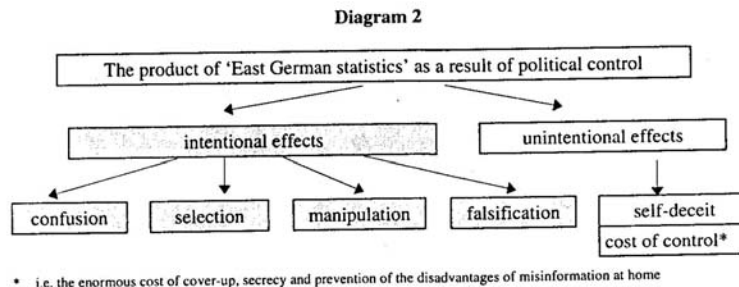 Diagram 2
The product of 'East German statistics' as a result of political control
intentional effects
unintentional effects
confusion
selection
manipulation
falsification
self-deceit
cost of control*
* i.e. the enormous cost of cover-up, secrecy and prevention of the disadvantages of misinformation at home